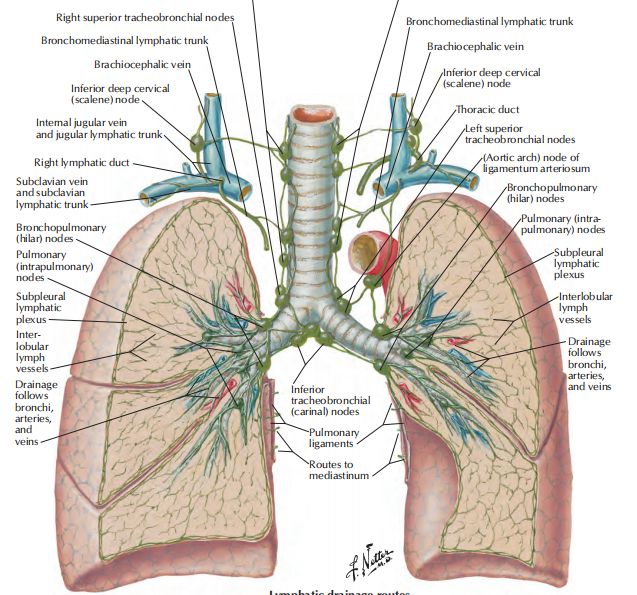 Right superior tracheobronchial nodes
Bronchomediastinal lymphatic trunk
Brachiocephalic vein
Inferior deep cervical
(scalene) node
Internal jugular vein
and jugular lymphatic trunk
Right lymphatic duct
Subclavian vein
and subclavian
lymphatic trunk
Bronchopulmonary
(hilar) nodes
Pulmonary
(intrapulmonary)
nodes
Subpleural
lymphatic
plexus
Inter-
lobular
lymph
vessels
Drainage
follows
bronchi,
arteries,
and
veins
Bronchomediastinal lymphatic trunk
Brachiocephalic vein
Inferior deep cervical
(scalene) node
Thoracic duct
Left superior
tracheobronchial nodes
(Aortic arch) node of
ligamentum arteriosum
Bronchopulmonary
(hilar) nodes
Pulmonary (intra-
pulmonary) nodes
Subpleural
lymphatic
plexus
Interlobular
lymph
vessels
Drainage
follows
bronchi,
arteries,
and veins
Inferior
tracheobronchial
(carinal) nodes
Pulmonary
ligaments
Routes to
mediastinum
F. Netter
M.D.
Lymphatic drainage routes